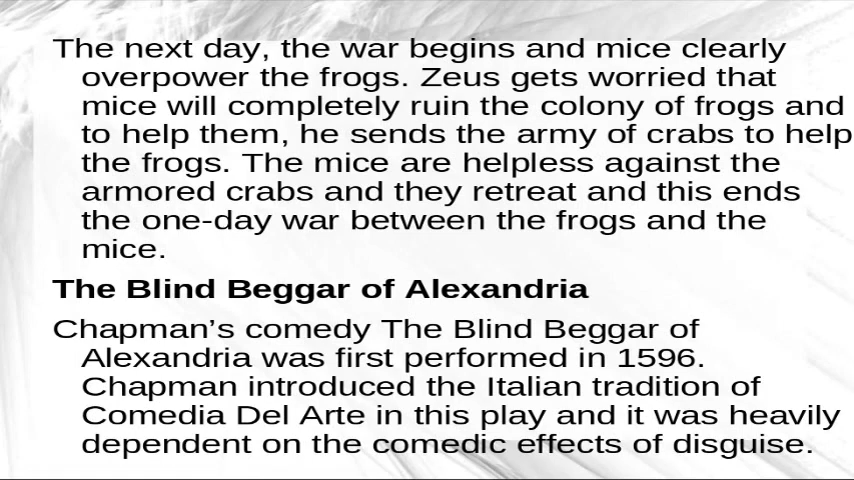 The next day, the war begins and mice clearly
overpower the frogs. Zeus gets worried that
mice will completely ruin the colony of frogs and
to help them, he sends the army of crabs to help
the frogs. The mice are helpless against the
armored crabs and they retreat and this ends
the one-day war between the frogs and the
mice.
The Blind Beggar of Alexandria
Chapman’s comedy The Blind Beggar of
Alexandria was first performed in 1596.
Chapman introduced the Italian tradition of
Comedia Del Arte in this play and it was heavily
dependent on the comedic effects of disguise.